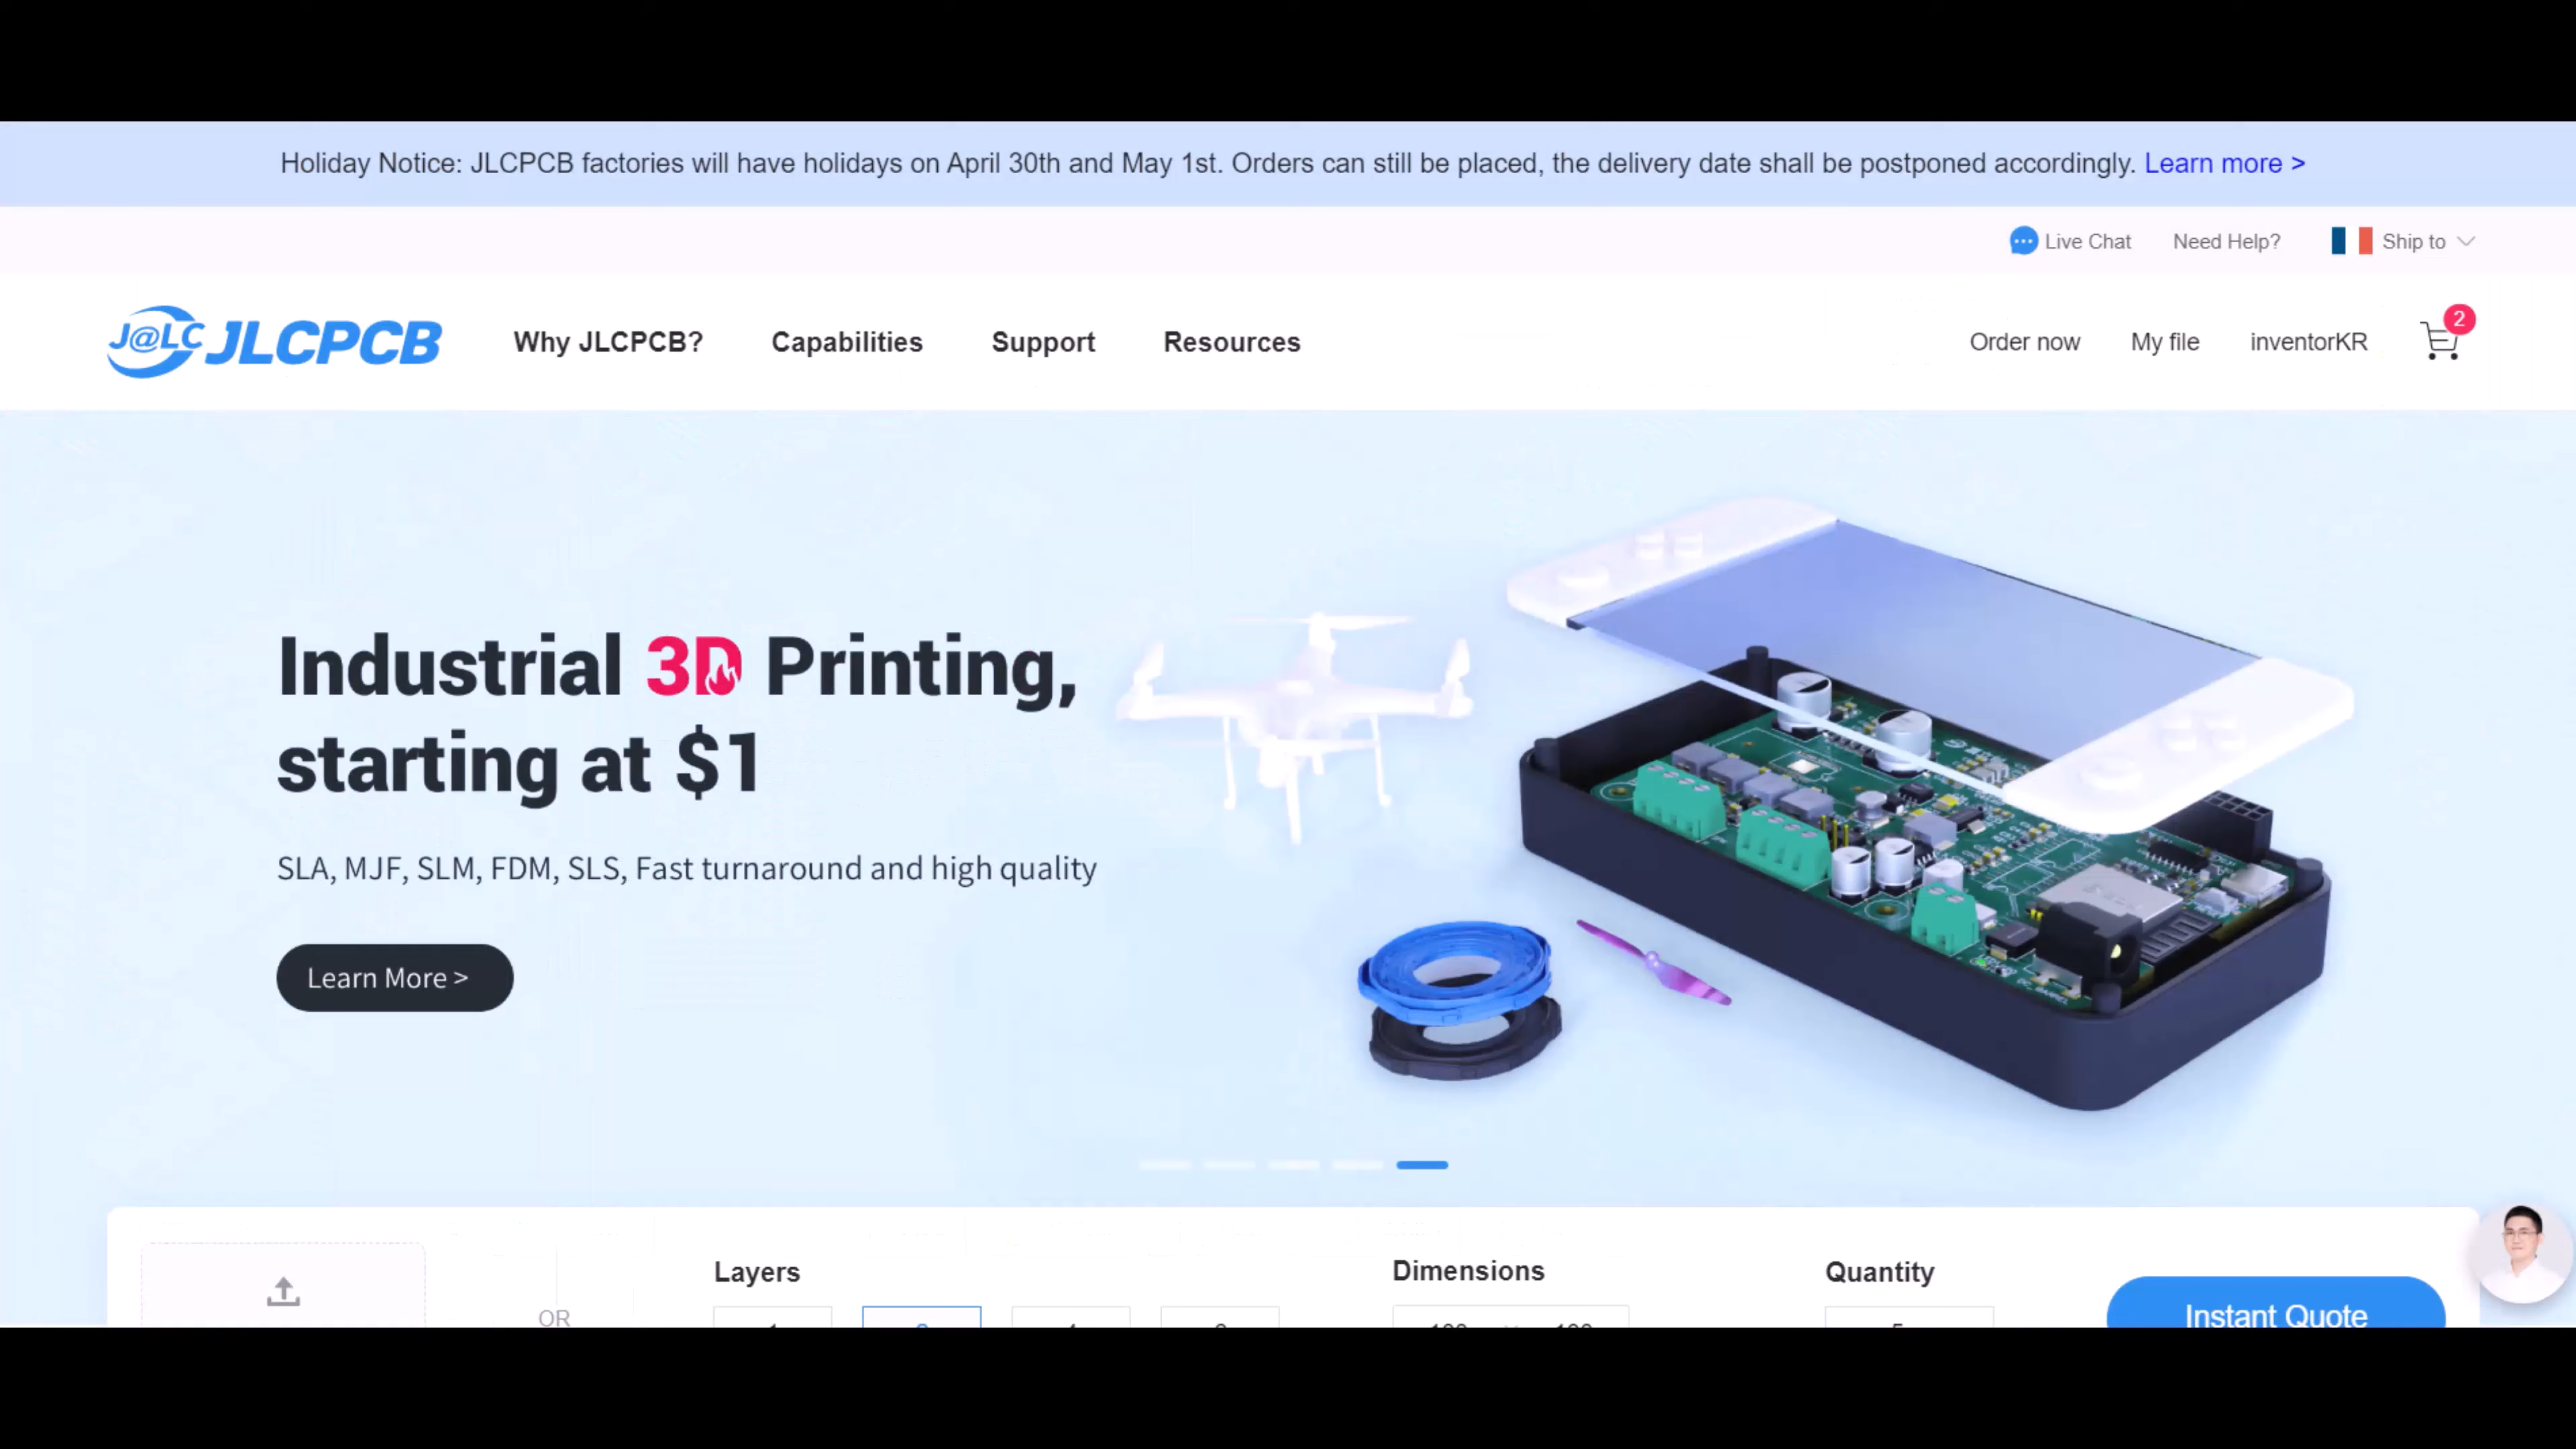 Holiday Notice: JLCPCB factories will have holidays on April 30th and May 1st. Orders can still be placed, the delivery date shall be postponed accordingly. Learn more >
Live Chat Need Help? Ship to
J@LC JLCPCB Why JLCPCB? Capabilities Support Resources Order now My file inventorKR 2
Industrial 3D Printing,
starting at $1
SLA, MJF, SLM, FDM, SLS, Fast turnaround and high quality
Learn More >
Layers Dimensions Quantity
OR Instant Quote